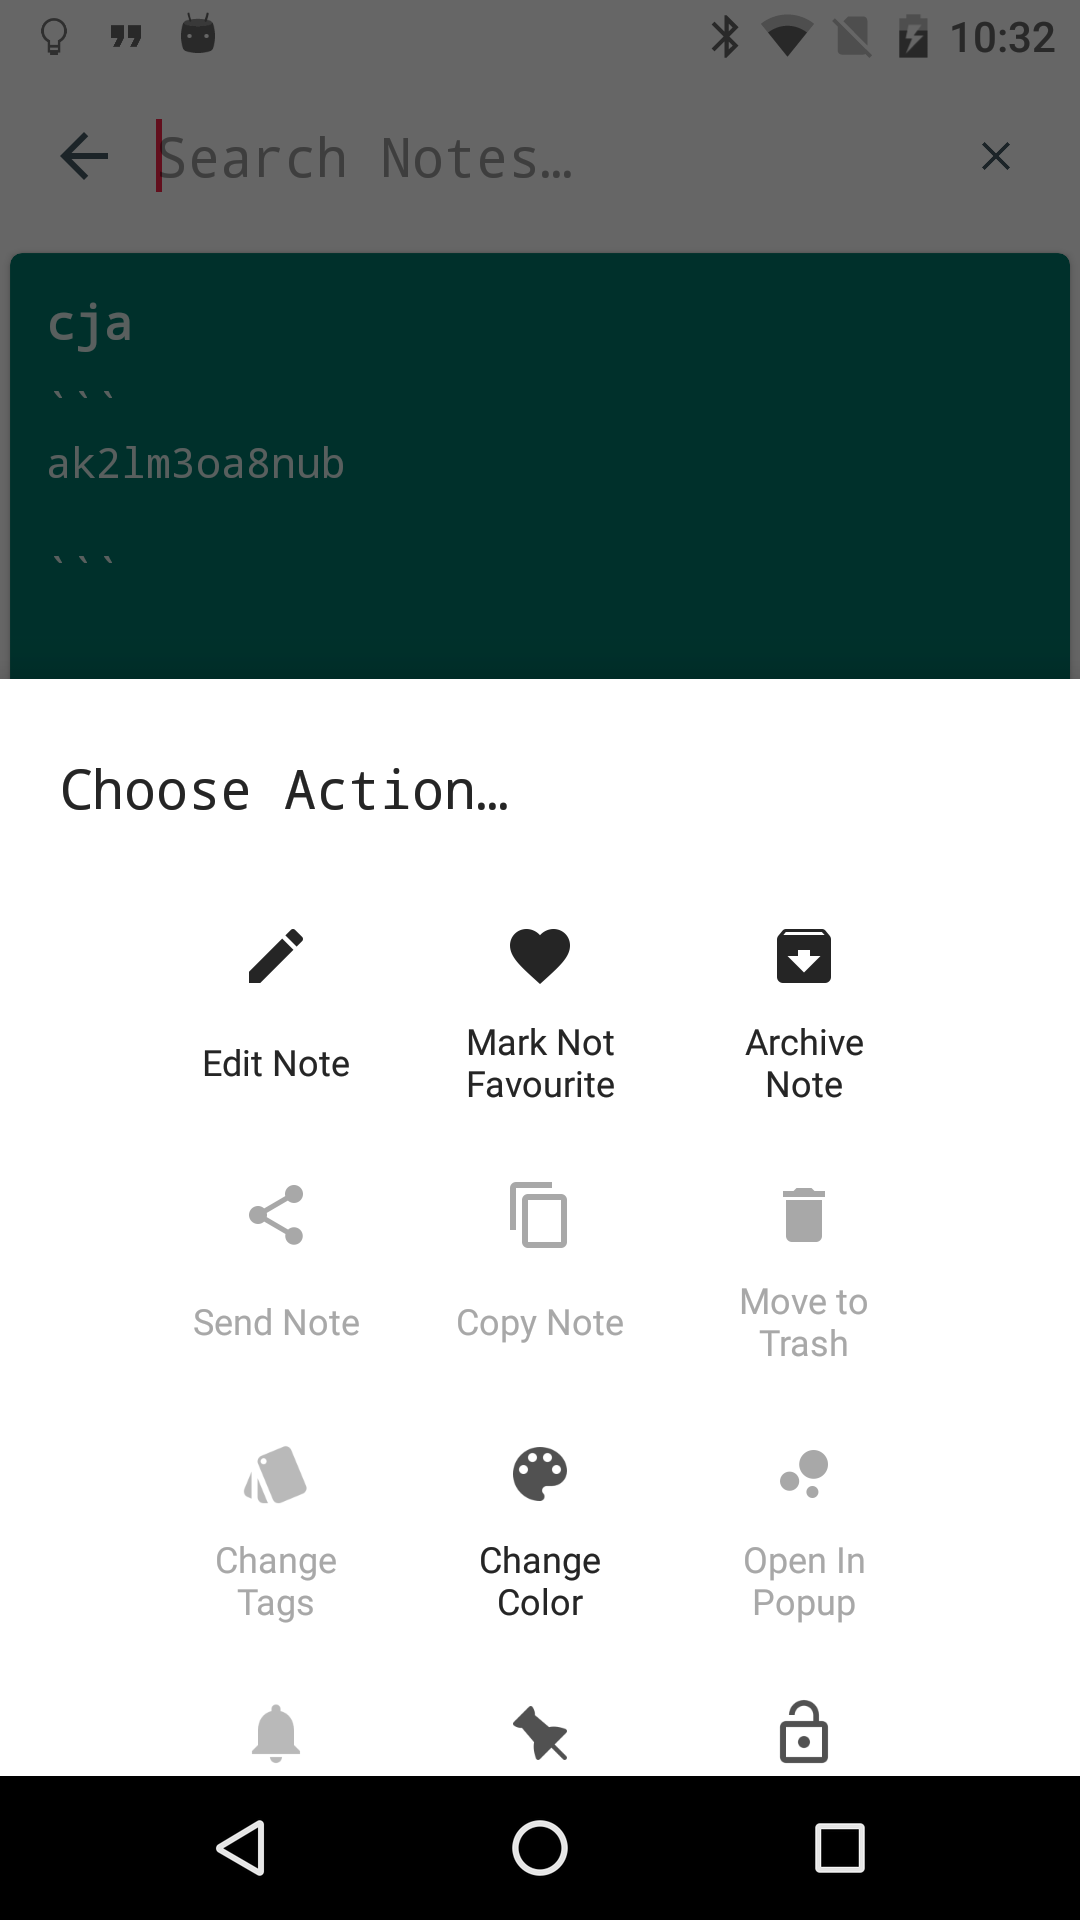 10:32
Search Notes…
cja
```
ak2lm3oa8nub
```
Choose Action…
Edit Note
Mark Not
Favourite
Archive
Note
Send Note
Copy Note
Move to
Trash
Change
Tags
Change
Color
Open In
Popup